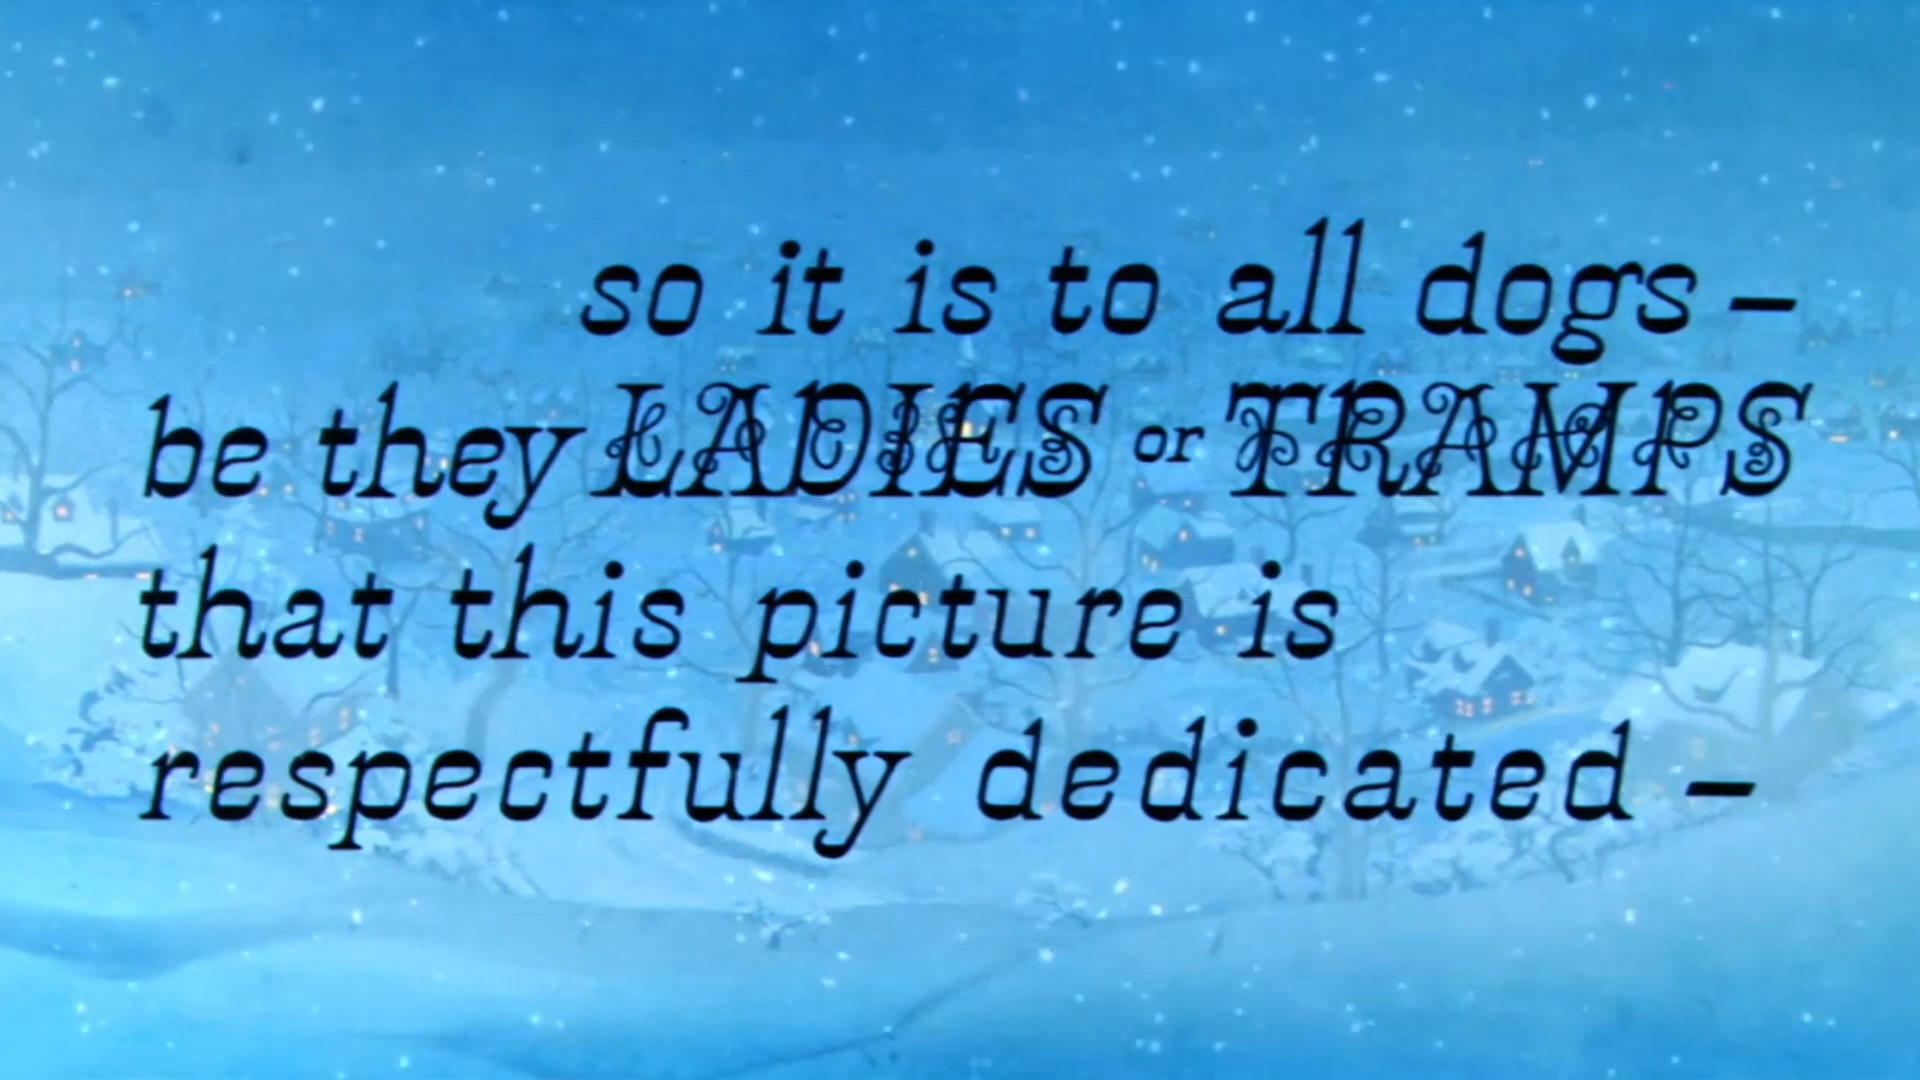 so it is to all dogs –
be they LADIES or TRAMPS
that this picture is
respectfully dedicated –